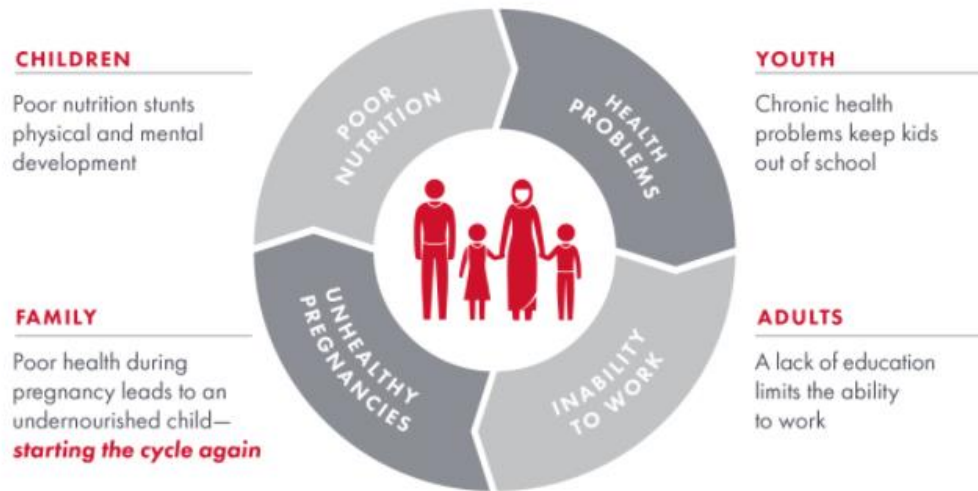 CHILDREN
Poor nutrition stunts
physical and mental
development
POOR
NUTRITION
HEALTH
PROBLEMS
YOUTH
Chronic health
problems keep kids
out of school
FAMILY
Poor health during
pregnancy leads to an
undernourished child—
starting the cycle again
UNHEALTHY
PREGNANCIES
INABILITY
TO WORK
ADULTS
A lack of education
limits the ability
to work